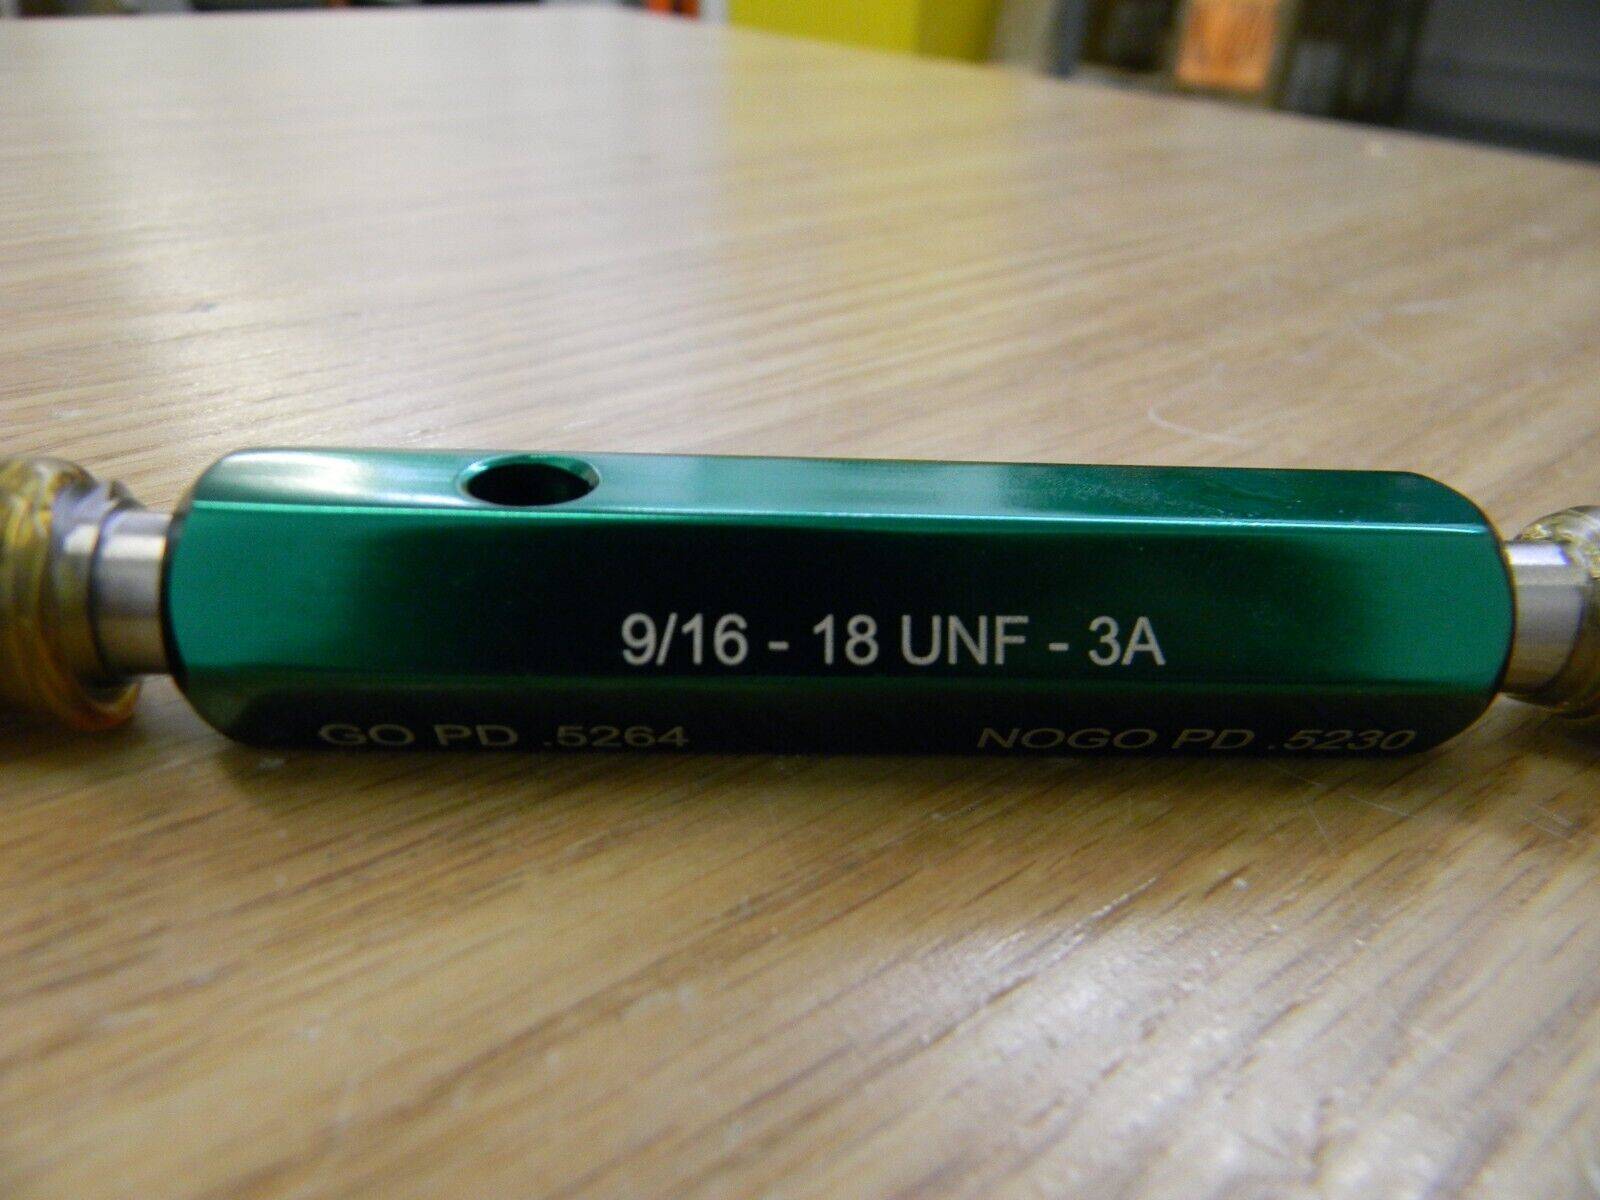 9/16 - 18 UNF - 3A
GO PD .5264 NOGO PD .5230